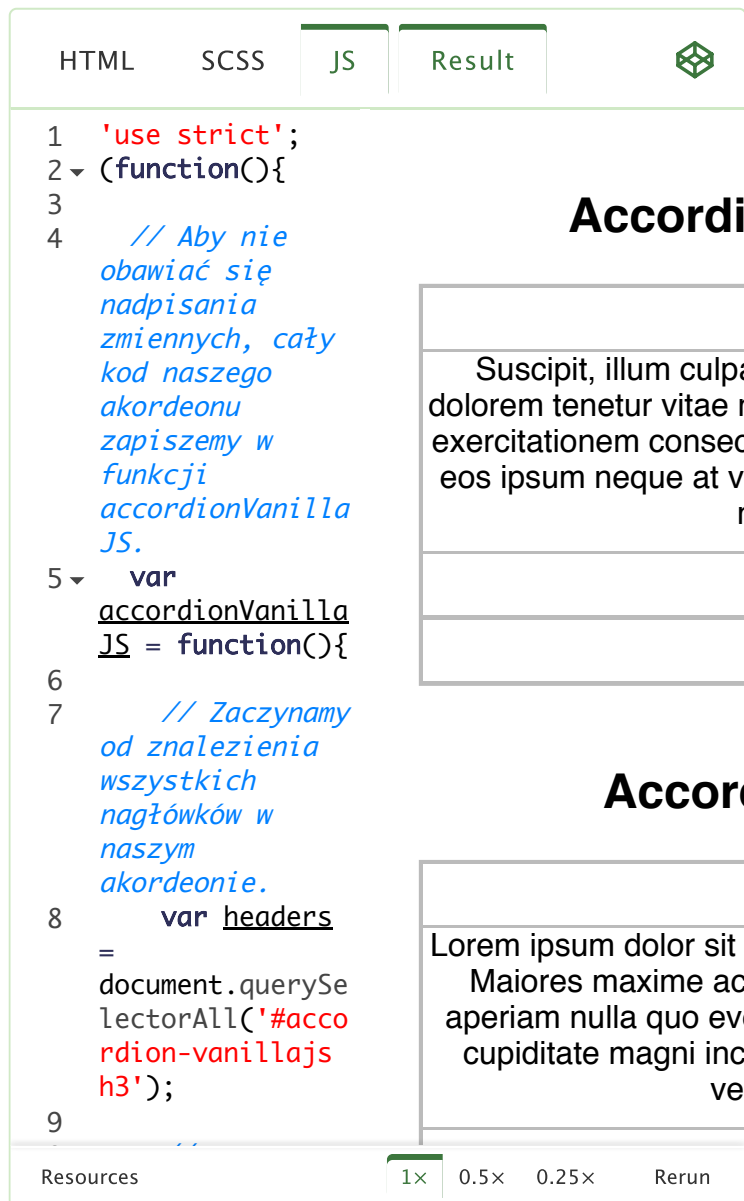 HTML SCSS JS Result
1 'use strict';
2 (function(){
3
4 // Aby nie
obawiać się
nadpisania
zmiennych, cały
kod naszego
akordeonu
zapiszemy w
funkcji
accordionVanilla
JS.
5 var
accordionVanilla
JS = function(){
6
7 // Zaczynamy
od znalezienia
wszystkich
nagłówków w
naszym
akordeonie.
8 var headers
=
document.querySe
lectorAll('#acco
rdion-vanillajs
h3');
9
Accordi
Suscipit, illum culpa
dolorem tenetur vitae
exercitationem consec
eos ipsum neque at v
Accor
Lorem ipsum dolor sit
Maiores maxime ac
aperiam nulla quo ev
cupiditate magni inc
ve
Resources 1× 0.5× 0.25× Rerun